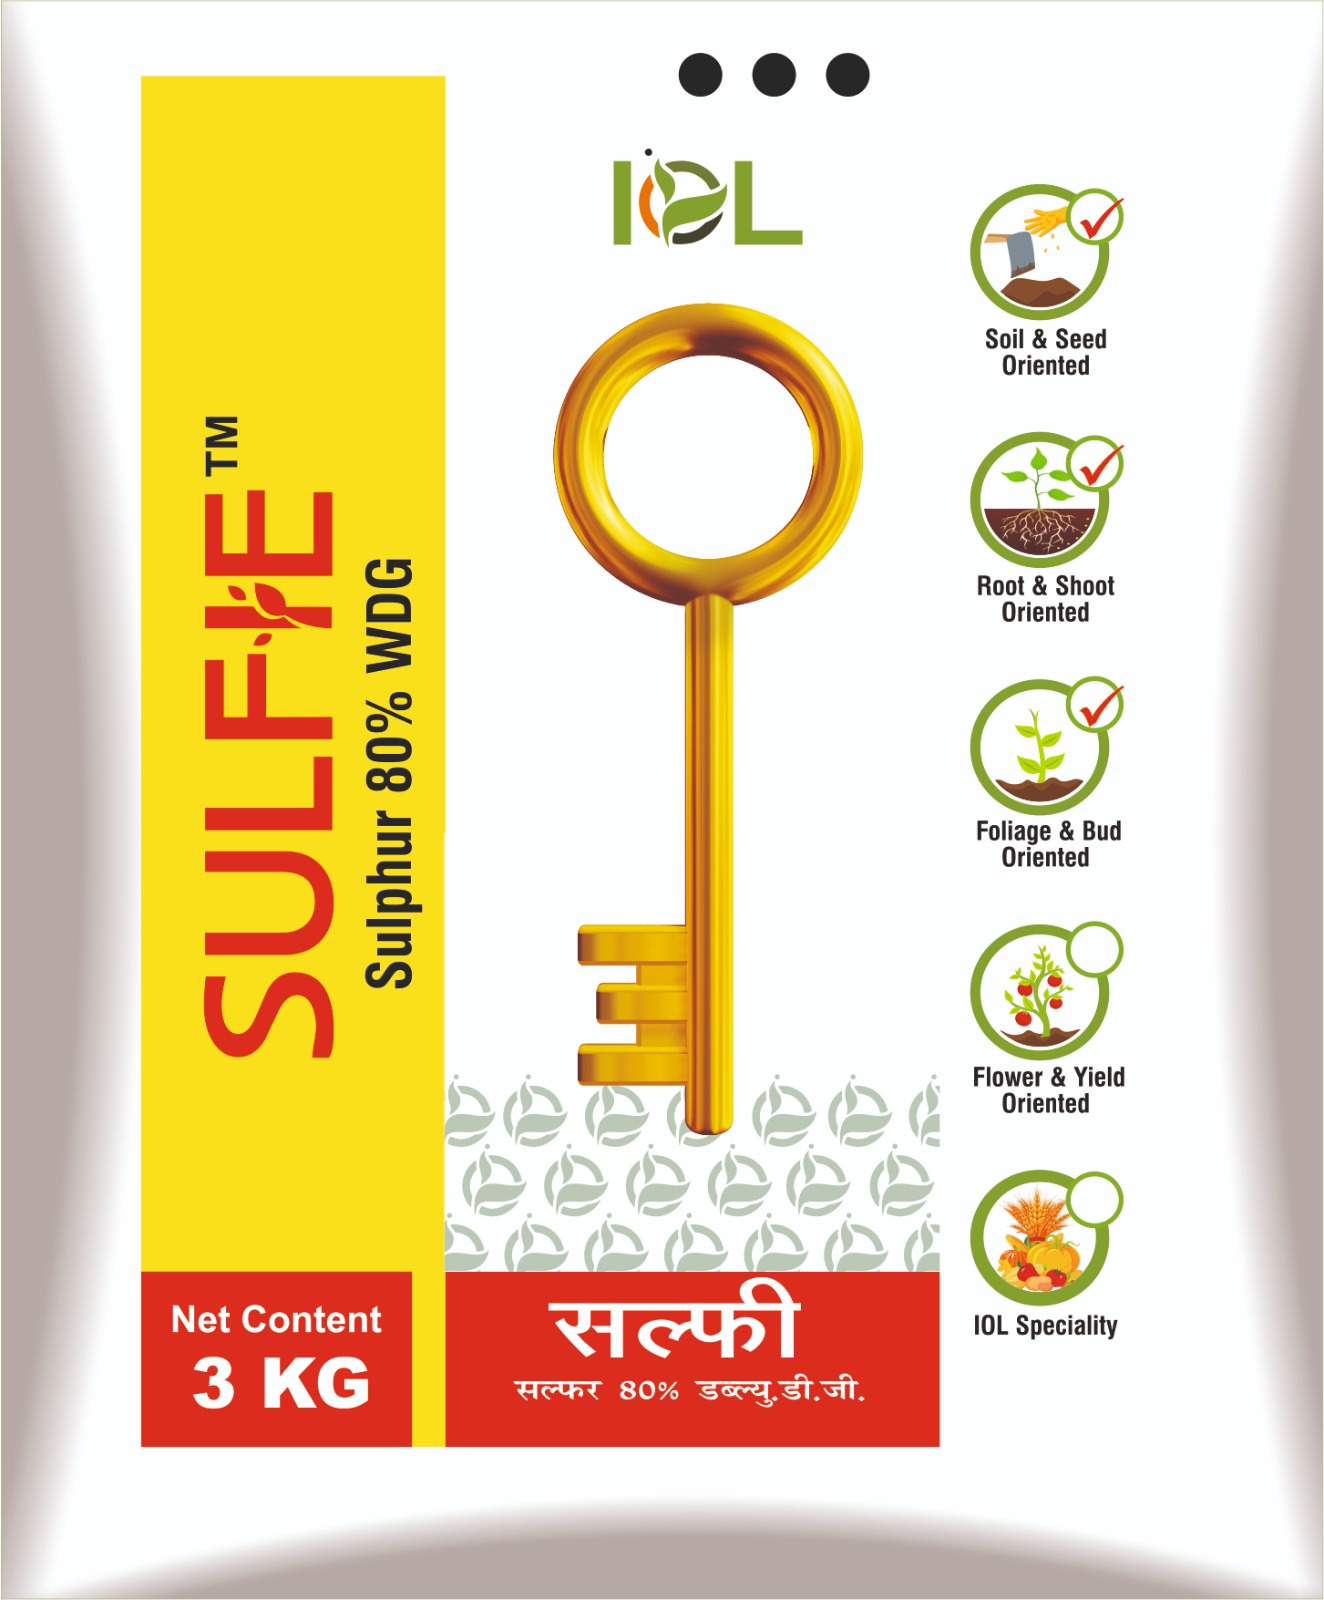 IOL
SULFIE™
Sulphur 80% WDG
Soil & Seed
Oriented
Root & Shoot
Oriented
Foliage & Bud
Oriented
Flower & Yield
Oriented
IOL Speciality
Net Content
3 KG
सल्फी
सल्फर 80% डब्ल्यु.डी.जी.